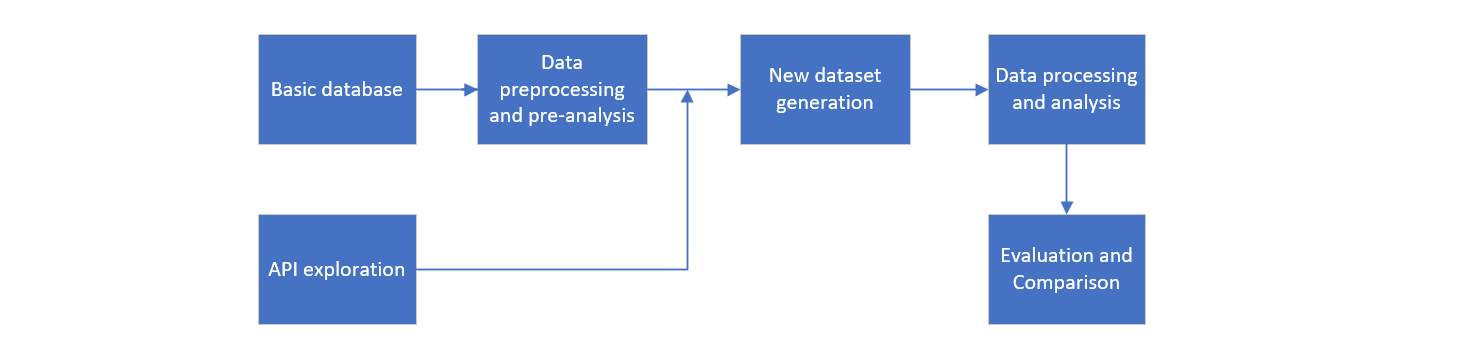 Basic database
Data
preprocessing
and pre-analysis
New dataset
generation
Data processing
and analysis
API exploration
Evaluation and
Comparison